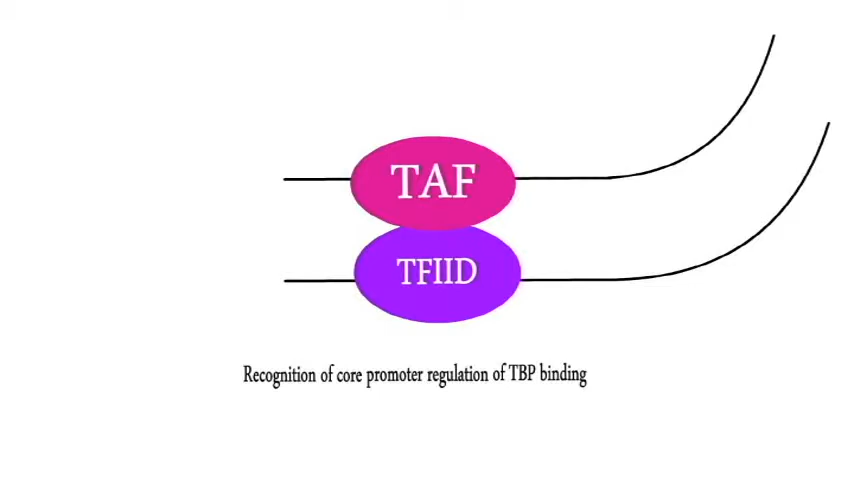 TAF
TFIID
Recognition of core promoter regulation of TBP binding